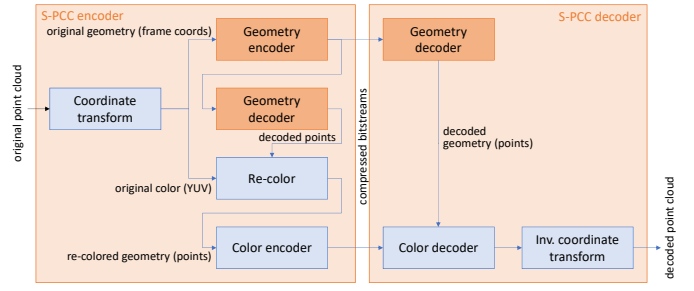 S-PCC encoder
S-PCC decoder
original geometry (frame coords)
Geometry
encoder
Geometry
decoder
original point cloud
Coordinate
transform
Geometry
decoder
decoded points
compressed bitstreams
decoded
geometry (points)
original color (YUV)
Re-color
re-colored geometry (points)
Color encoder
Color decoder
Inv. coordinate
transform
decoded point cloud